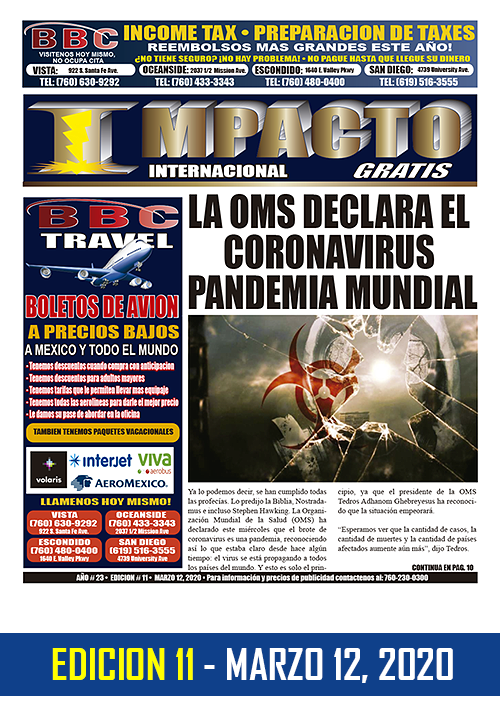 BBC
VISITENOS HOY MISMO,
NO OCUPA CITA
INCOME TAX • PREPARACION DE TAXES
REEMBOLSOS MAS GRANDES ESTE AÑO!
¿NO TIENE SEGURO? ¡NO HAY PROBLEMA! • NO PAGUE HASTA QUE LLEGUE SU DINERO
VISTA: 922 S. Santa Fe Ave.
TEL: (760) 630-9292
OCEANSIDE: 2037 1/2 Mission Ave.
TEL: (760) 433-3343
ESCONDIDO: 1640 E. Valley Pkwy
TEL: (760) 480-0400
SAN DIEGO: 4739 University Ave.
TEL: (619) 516-3555
IMPACTO
INTERNACIONAL
GRATIS
BBC
TRAVEL
BOLETOS DE AVION
A PRECIOS BAJOS
A MEXICO Y TODO EL MUNDO
• Tenemos descuentos cuando compra con anticipacion
• Tenemos descuentos para adultos mayores
• Tenemos tarifas que le permiten llevar mas equipaje
• Tenemos todas las aerolineas para darle el mejor precio
• Le damos su pase de abordar en la oficina
TAMBIEN TENEMOS PAQUETES VACACIONALES
volaris
interjet
viva
aerobus
AEROMEXICO.
LLAMENOS HOY MISMO!
VISTA
(760) 630-9292
922 S. Santa Fe Ave.
OCEANSIDE
(760) 433-3343
2037 1/2 Mission Ave
ESCONDIDO
(760) 480-0400
1640 E. Valley Pkwy
SAN DIEGO
(619) 516-3555
4739 University Ave
LA OMS DECLARA EL
CORONAVIRUS
PANDEMIA MUNDIAL
Ya lo podemos decir, se han cumplido todas
las profecías. Lo predijo la Biblia, Nostrada-
mus e incluso Stephen Hawking. La Organi-
zación Mundial de la Salud (OMS) ha
declarado este miércoles que el brote de
coronavirus es una pandemia, reconociendo
así lo que estaba claro desde hace algún
tiempo: el virus se está propagando a todos
los países del mundo. Y esto es solo el prin-
cipio, ya que el presidente de la OMS
Tedros Adhanom Ghebreyesus ha reconoci-
do que la situación empeorará.
“Esperamos ver que la cantidad de casos, la
cantidad de muertes y la cantidad de países
afectados aumente aún más”, dijo Tedros.
CONTINUA EN PAG. 10
AÑO # 23 • EDICION # 11 • MARZO 12, 2020 • Para información y precios de publicidad contactenos al: 760-230-0300
EDICION 11 - MARZO 12, 2020